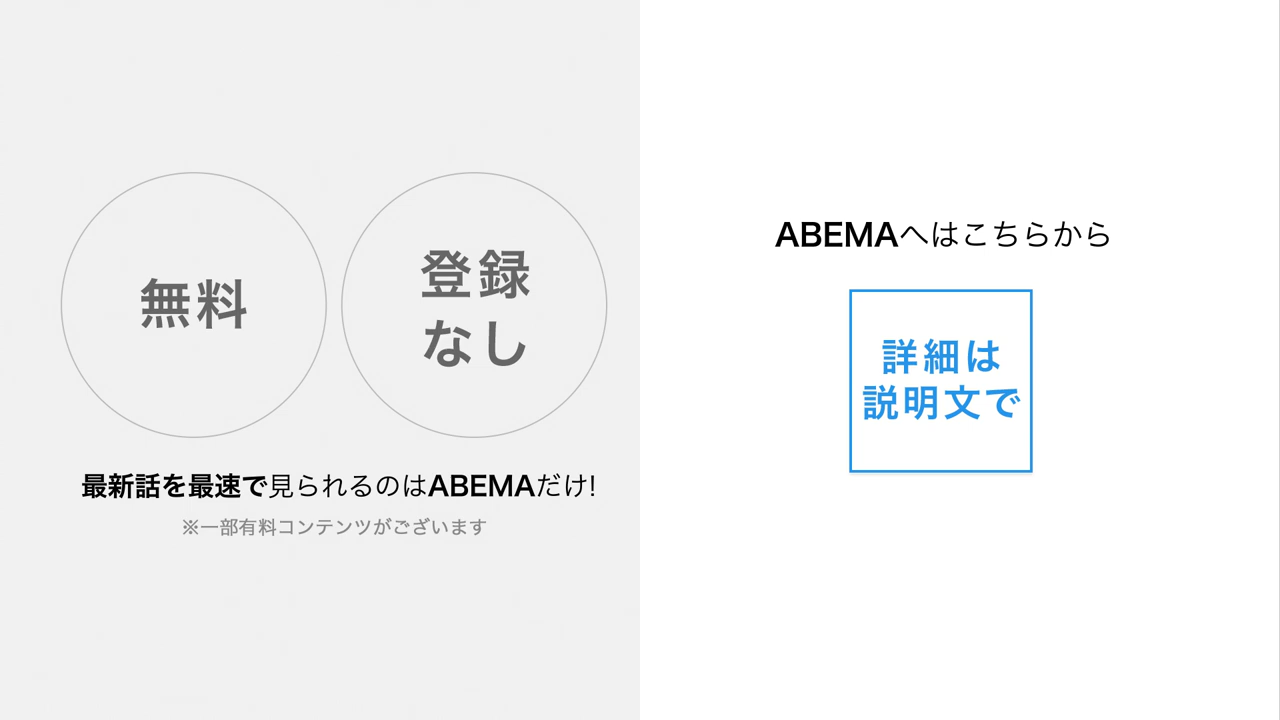 無料
登録
なし
最新話を最速で見られるのはABEMAだけ!
※一部有料コンテンツがございます
ABEMAへはこちらから
詳細は
説明文で